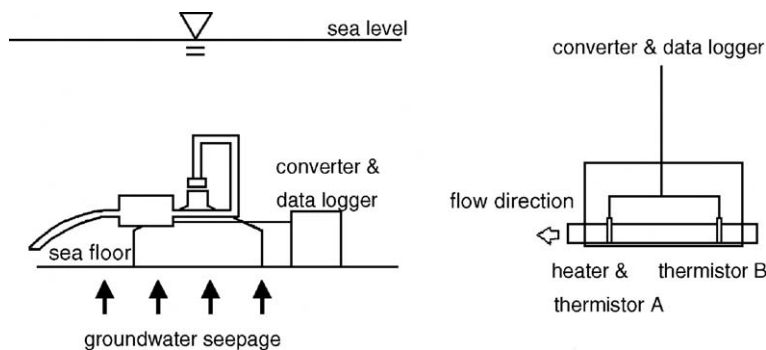 sea level
converter &
data logger
sea floor
groundwater seepage
converter & data logger
flow direction
heater &
thermistor A
thermistor B